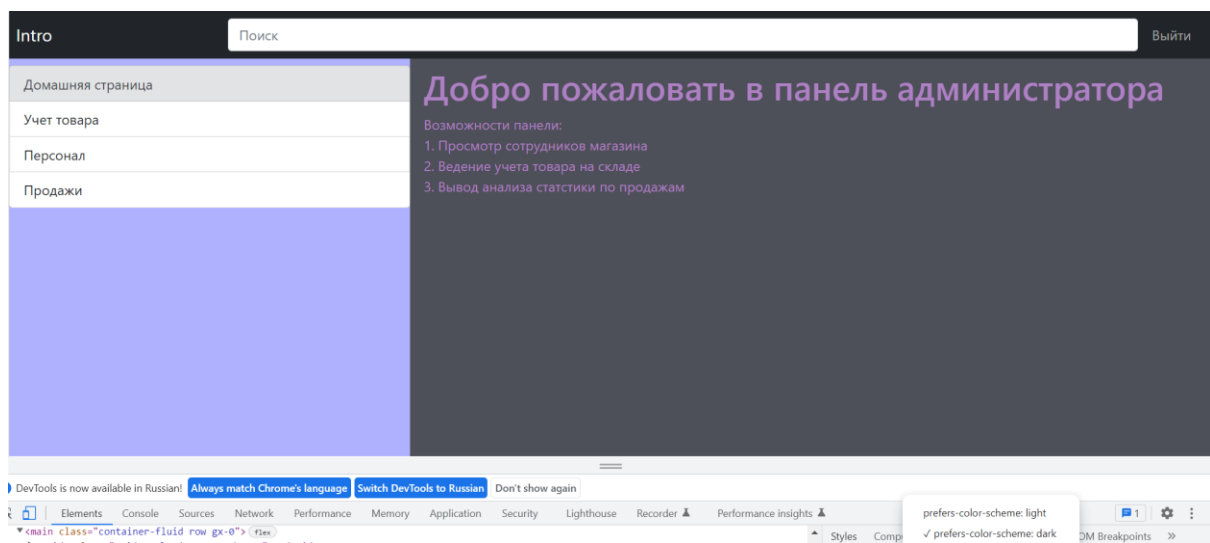 Intro Поиск Выйти
Домашняя страница
Учет товара
Персонал
Продажи
Добро пожаловать в панель администратора
Возможности панели:
1. Просмотр сотрудников магазина
2. Ведение учета товара на складе
3. Вывод анализа статстики по продажам
DevTools is now available in Russian! Always match Chrome's language Switch DevTools to Russian Don't show again
Elements Console Sources Network Performance Memory Application Security Lighthouse Recorder Performance insights prefers-color-scheme: light 1
▼<main class="container-fluid row gx-0"> flex Styles Comp ✓ prefers-color-scheme: dark OM Breakpoints »